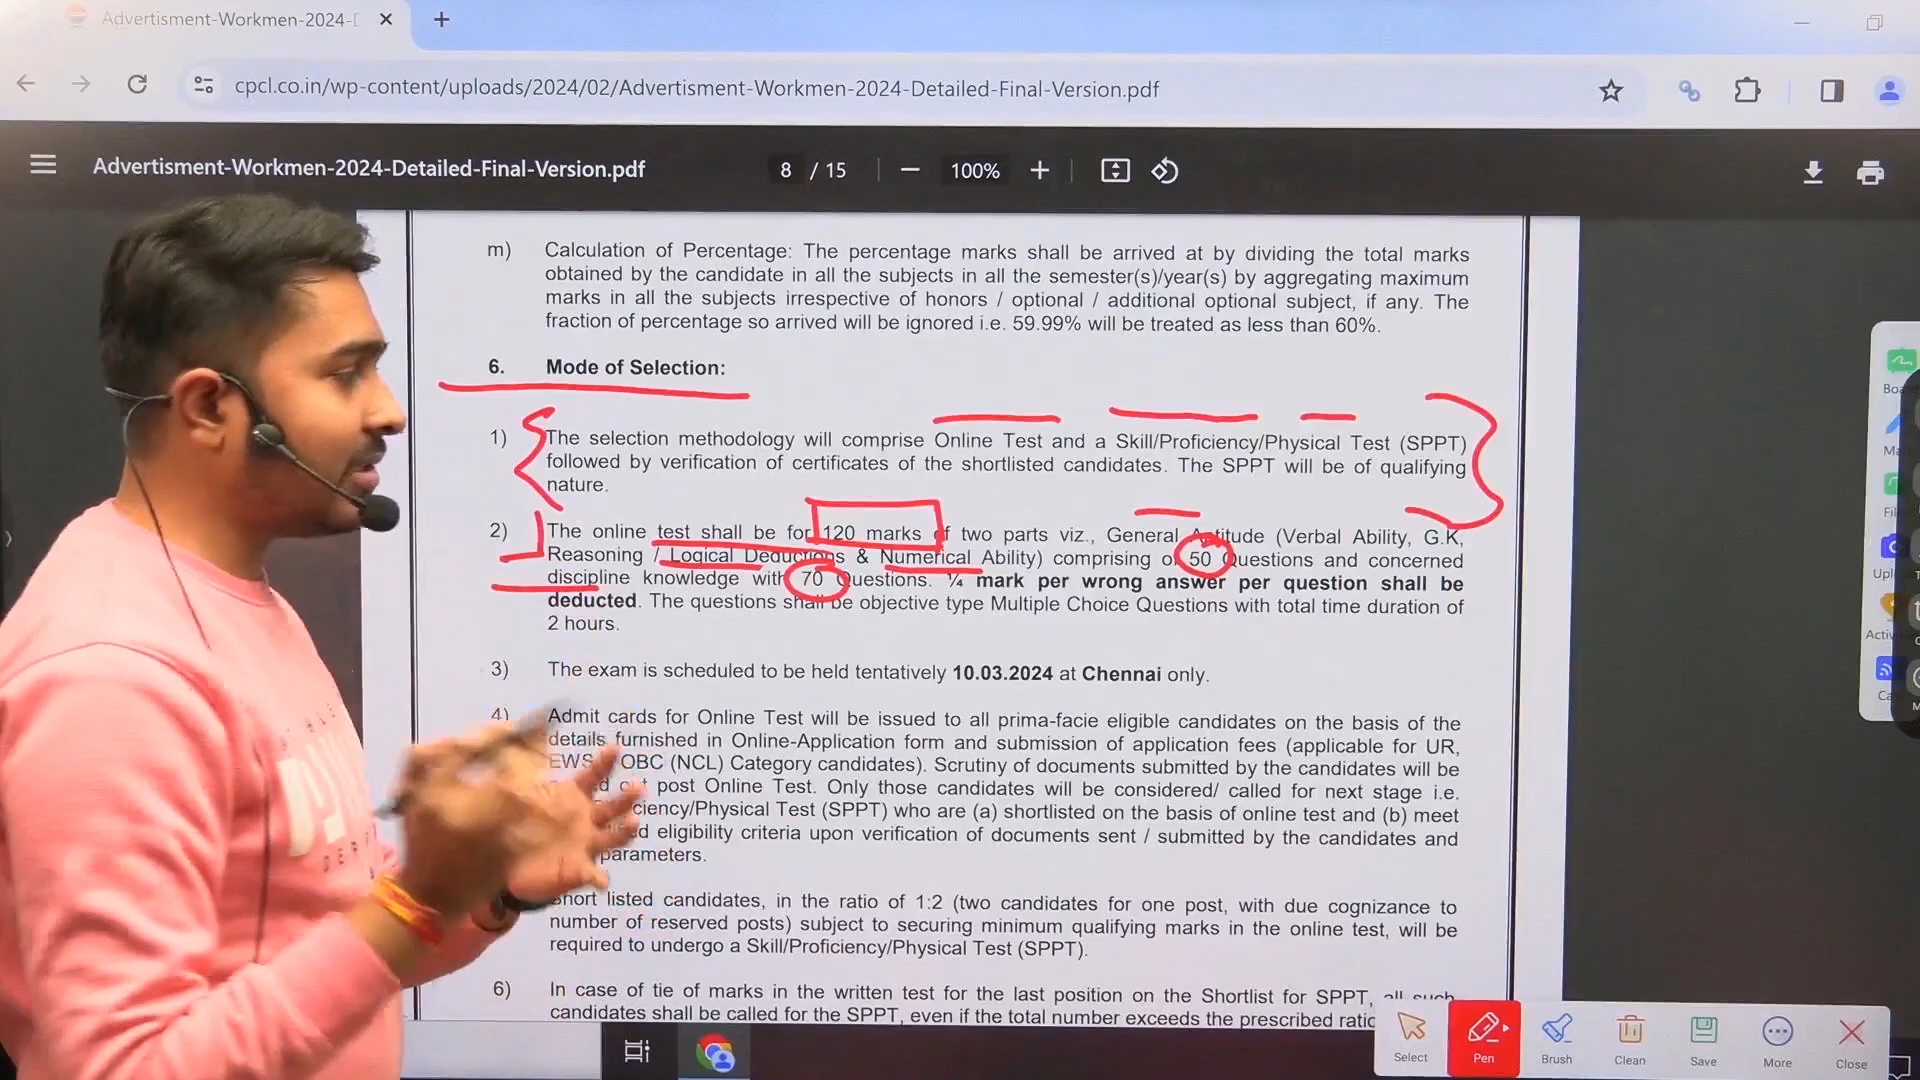 Advertisment-Workmen-2024-D
cpcl.co.in/wp-content/uploads/2024/02/Advertisment-Workmen-2024-Detailed-Final-Version.pdf
Advertisment-Workmen-2024-Detailed-Final-Version.pdf 8 / 15 100%
m) Calculation of Percentage: The percentage marks shall be arrived at by dividing the total marks
obtained by the candidate in all the subjects in all the semester(s)/year(s) by aggregating maximum
marks in all the subjects irrespective of honors / optional / additional optional subject, if any. The
fraction of percentage so arrived will be ignored i.e. 59.99% will be treated as less than 60%.
6. Mode of Selection:
1) The selection methodology will comprise Online Test and a Skill/Proficiency/Physical Test (SPPT)
followed by verification of certificates of the shortlisted candidates. The SPPT will be of qualifying
nature.
2) The online test shall be for 120 marks of two parts viz., General Aptitude (Verbal Ability, G.K,
Reasoning / Logical Deductions & Numerical Ability) comprising of 50 Questions and concerned
discipline knowledge with 70 Questions. ¼ mark per wrong answer per question shall be
deducted. The questions shall be objective type Multiple Choice Questions with total time duration of
2 hours.
3) The exam is scheduled to be held tentatively 10.03.2024 at Chennai only.
4) Admit cards for Online Test will be issued to all prima-facie eligible candidates on the basis of the
details furnished in Online-Application form and submission of application fees (applicable for UR,
EWS OBC (NCL) Category candidates). Scrutiny of documents submitted by the candidates will be
post Online Test. Only those candidates will be considered/ called for next stage i.e.
ciency/Physical Test (SPPT) who are (a) shortlisted on the basis of online test and (b) meet
eligibility criteria upon verification of documents sent / submitted by the candidates and
parameters.
Short listed candidates, in the ratio of 1:2 (two candidates for one post, with due cognizance to
number of reserved posts) subject to securing minimum qualifying marks in the online test, will be
required to undergo a Skill/Proficiency/Physical Test (SPPT).
6) In case of tie of marks in the written test for the last position on the Shortlist for SPPT, all such
candidates shall be called for the SPPT, even if the total number exceeds the prescribed ratio
Select Pen Brush Clean Save More Close